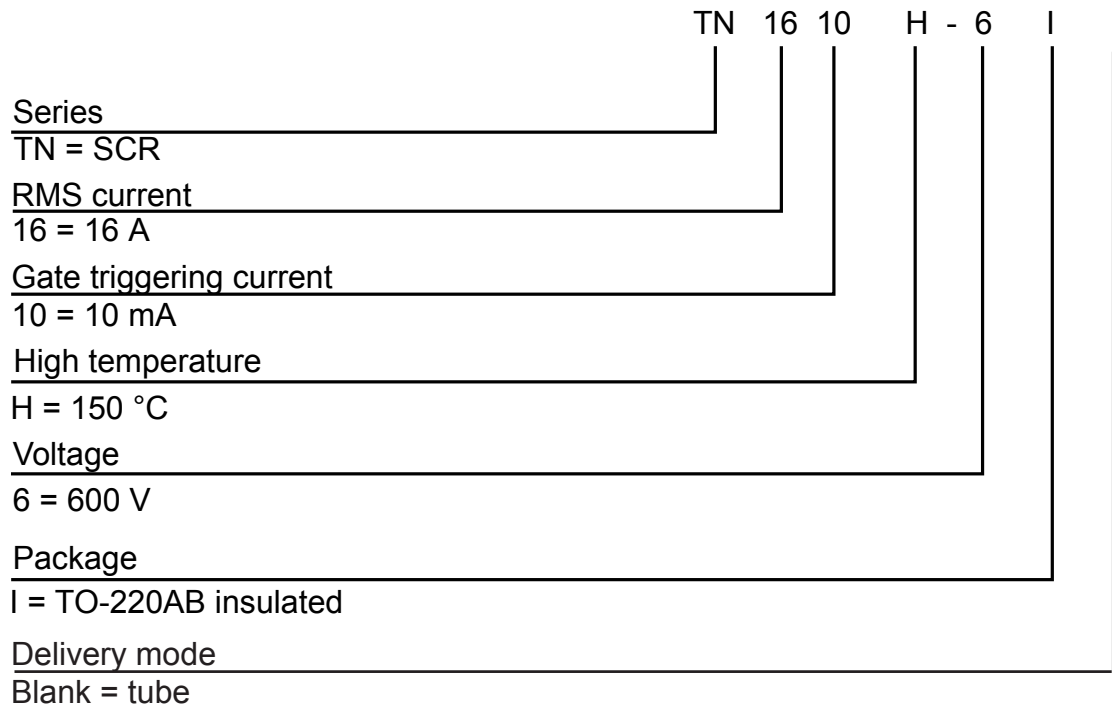 TN 16 10 H - 6 I
Series
TN = SCR
RMS current
16 = 16 A
Gate triggering current
10 = 10 mA
High temperature
H = 150 °C
Voltage
6 = 600 V
Package
I = TO-220AB insulated
Delivery mode
Blank = tube